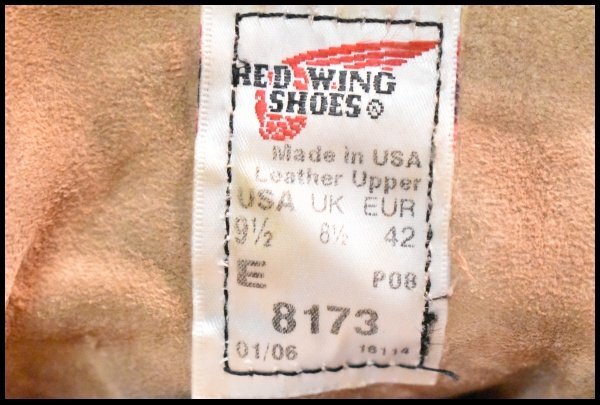 RED WING
SHOES®
Made in USA
Leather Upper
USA UK EUR
9½ 8½ 42
E P08
8173
01/06 16114